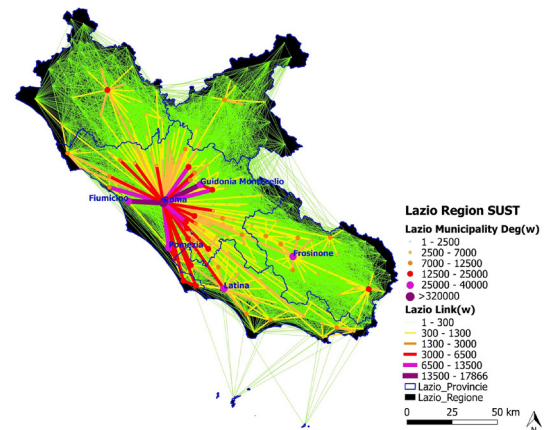 Guidonia Montecelio
Fiumicino
Roma
Pomezia
Frosinone
Latina
Lazio Region SUST
Lazio Municipality Deg(w)
1 - 2500
2500 - 7000
7000 - 12500
12500 - 25000
25000 - 40000
>320000
Lazio Link(w)
1 - 300
300 - 1300
1300 - 3000
3000 - 6500
6500 - 13500
13500 - 17866
Lazio_Provincie
Lazio_Regione
0 25 50 km
N